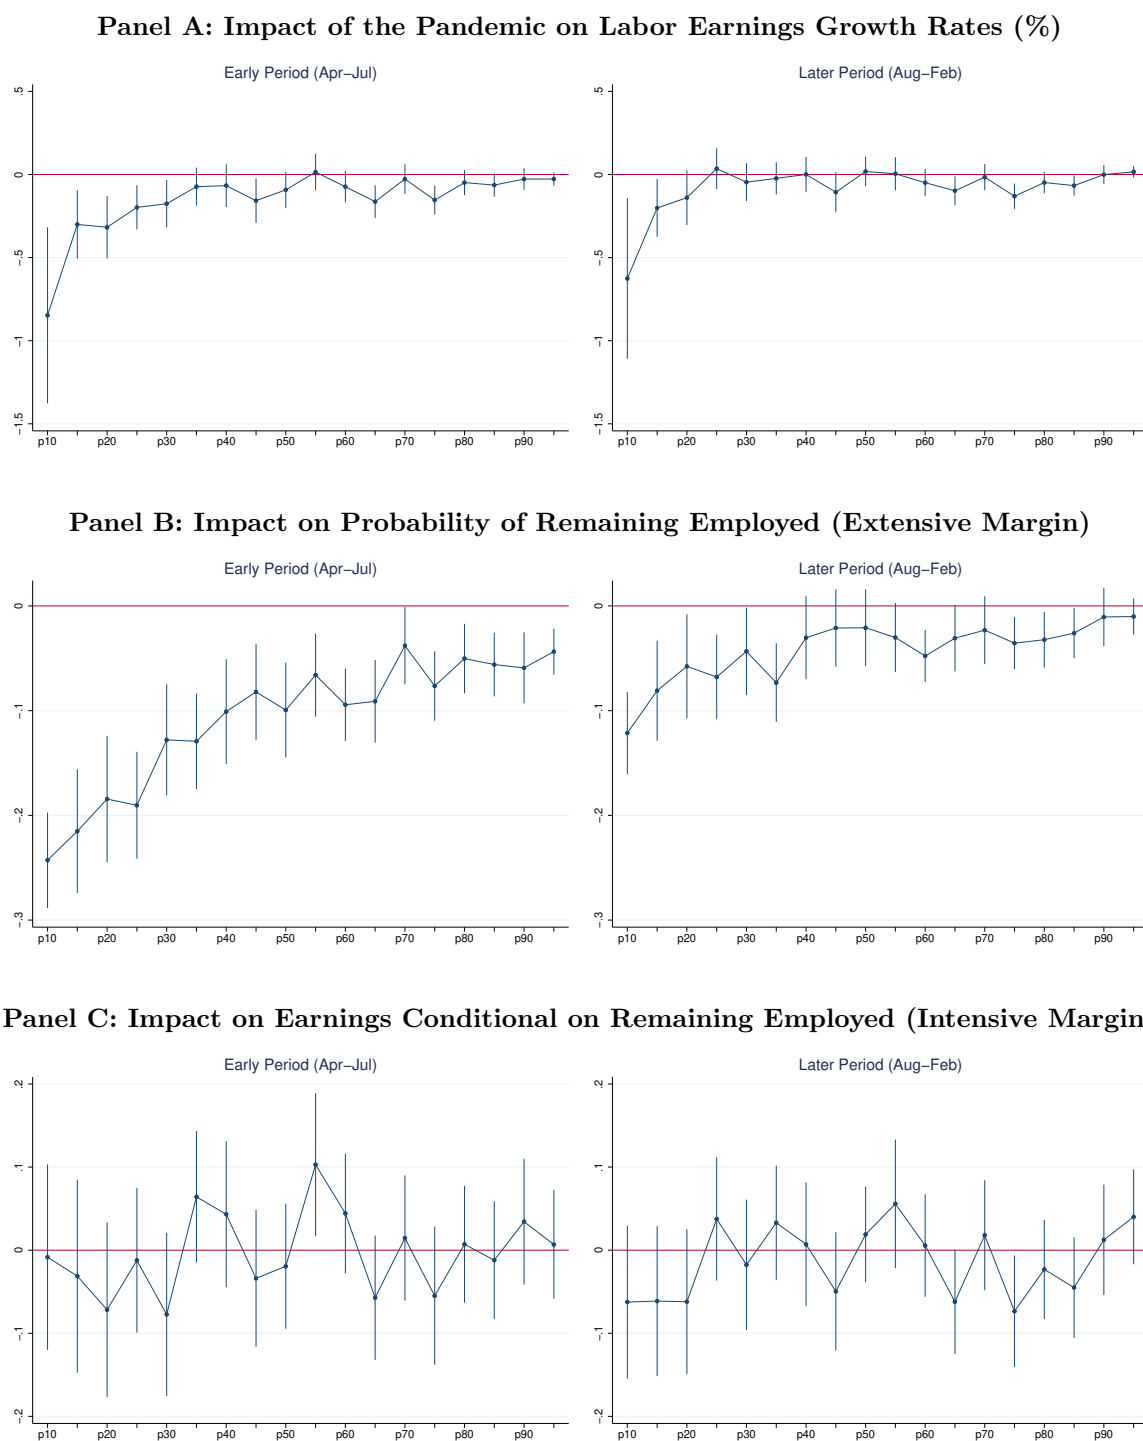 Panel A: Impact of the Pandemic on Labor Earnings Growth Rates (%)
Early Period (Apr–Jul)
.5
0
-.5
-1
-1.5
p10 p20 p30 p40 p50 p60 p70 p80 p90
Later Period (Aug–Feb)
.5
0
-.5
-1
-1.5
p10 p20 p30 p40 p50 p60 p70 p80 p90
Panel B: Impact on Probability of Remaining Employed (Extensive Margin)
Early Period (Apr–Jul)
0
-.1
-.2
-.3
p10 p20 p30 p40 p50 p60 p70 p80 p90
Later Period (Aug–Feb)
0
-.1
-.2
-.3
p10 p20 p30 p40 p50 p60 p70 p80 p90
Panel C: Impact on Earnings Conditional on Remaining Employed (Intensive Margin
Early Period (Apr–Jul)
.2
.1
0
-.1
-.2
p10 p20 p30 p40 p50 p60 p70 p80 p90
Later Period (Aug–Feb)
.2
.1
0
-.1
-.2
p10 p20 p30 p40 p50 p60 p70 p80 p90